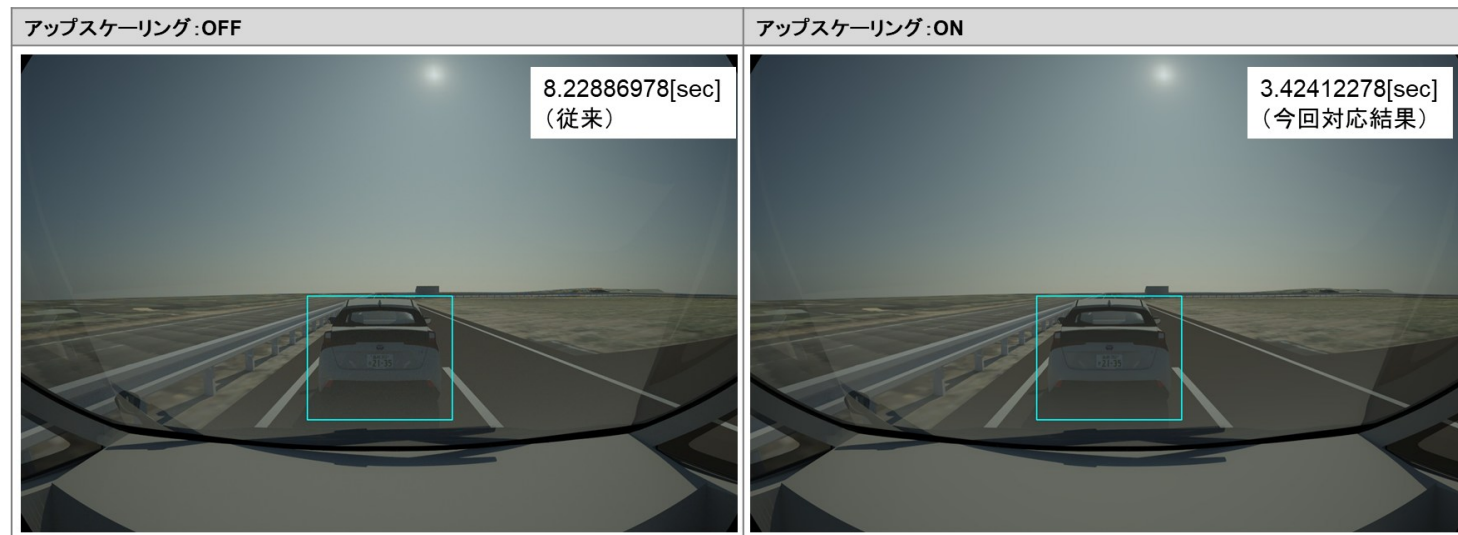 アップスケーリング:OFF
アップスケーリング:ON
8.22886978[sec]
(従来)
3.42412278[sec]
(今回対応結果)